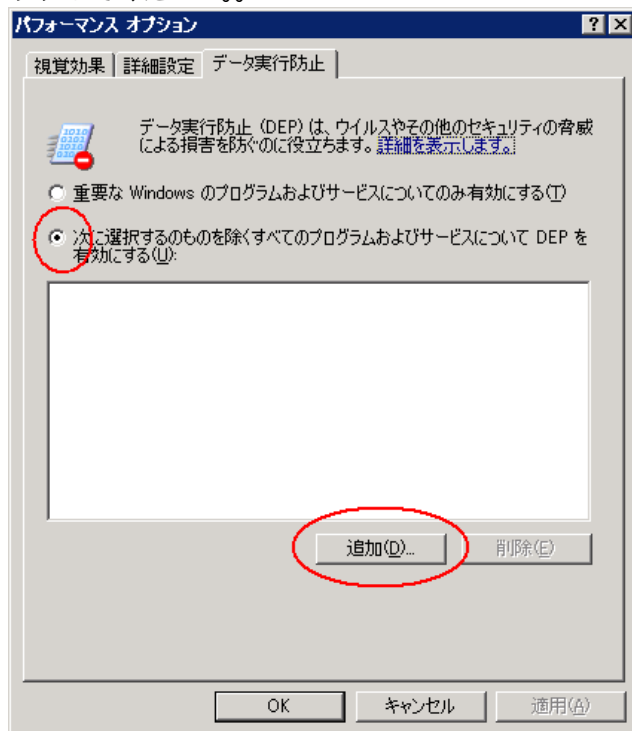 パフォーマンス オプション
視覚効果 詳細設定 データ実行防止
データ実行防止 (DEP) は、ウイルスやその他のセキュリティの脅威
による損害を防ぐのに役立ちます。詳細を表示します。
重要な Windows のプログラムおよびサービスについてのみ有効にする(T)
次に選択するのものを除くすべてのプログラムおよびサービスについて DEP を
有効にする(U):
追加(D)... 削除(E)
OK キャンセル 適用(A)